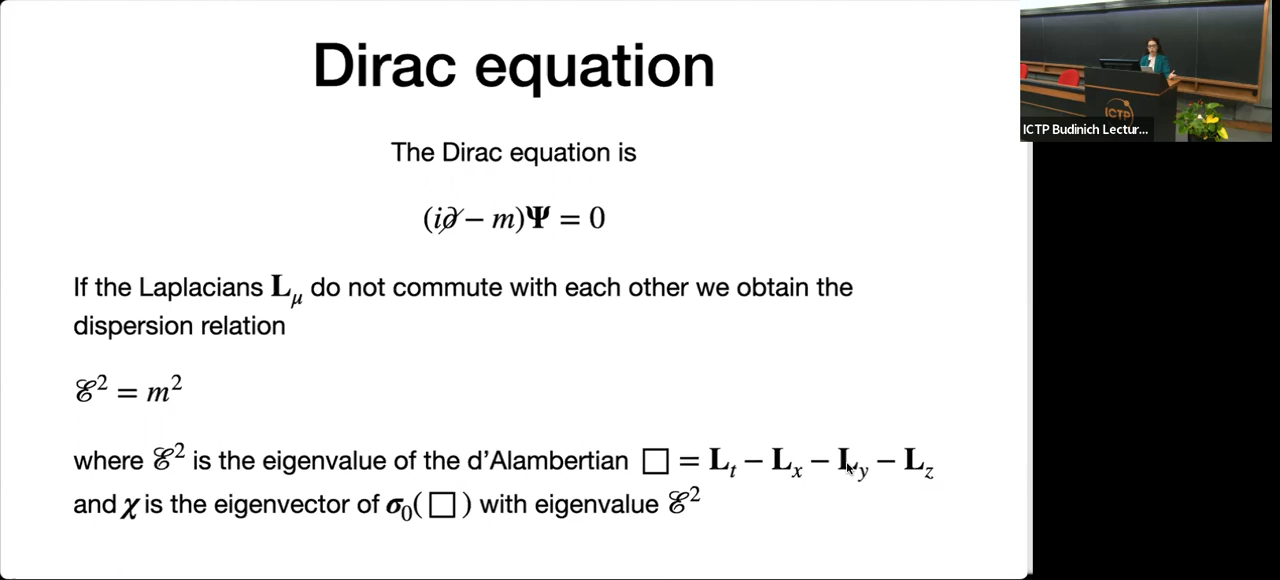 Dirac equation
The Dirac equation is
(i∂̸ − m)𝚿 = 0
If the Laplacians 𝐋_μ do not commute with each other we obtain the
dispersion relation
ℰ² = m²
where ℰ² is the eigenvalue of the d’Alambertian □ = 𝐋_t − 𝐋_x − 𝐋_y − 𝐋_z
and 𝛘 is the eigenvector of 𝛔₀(□) with eigenvalue ℰ²
ICTP
ICTP Budinich Lectur...